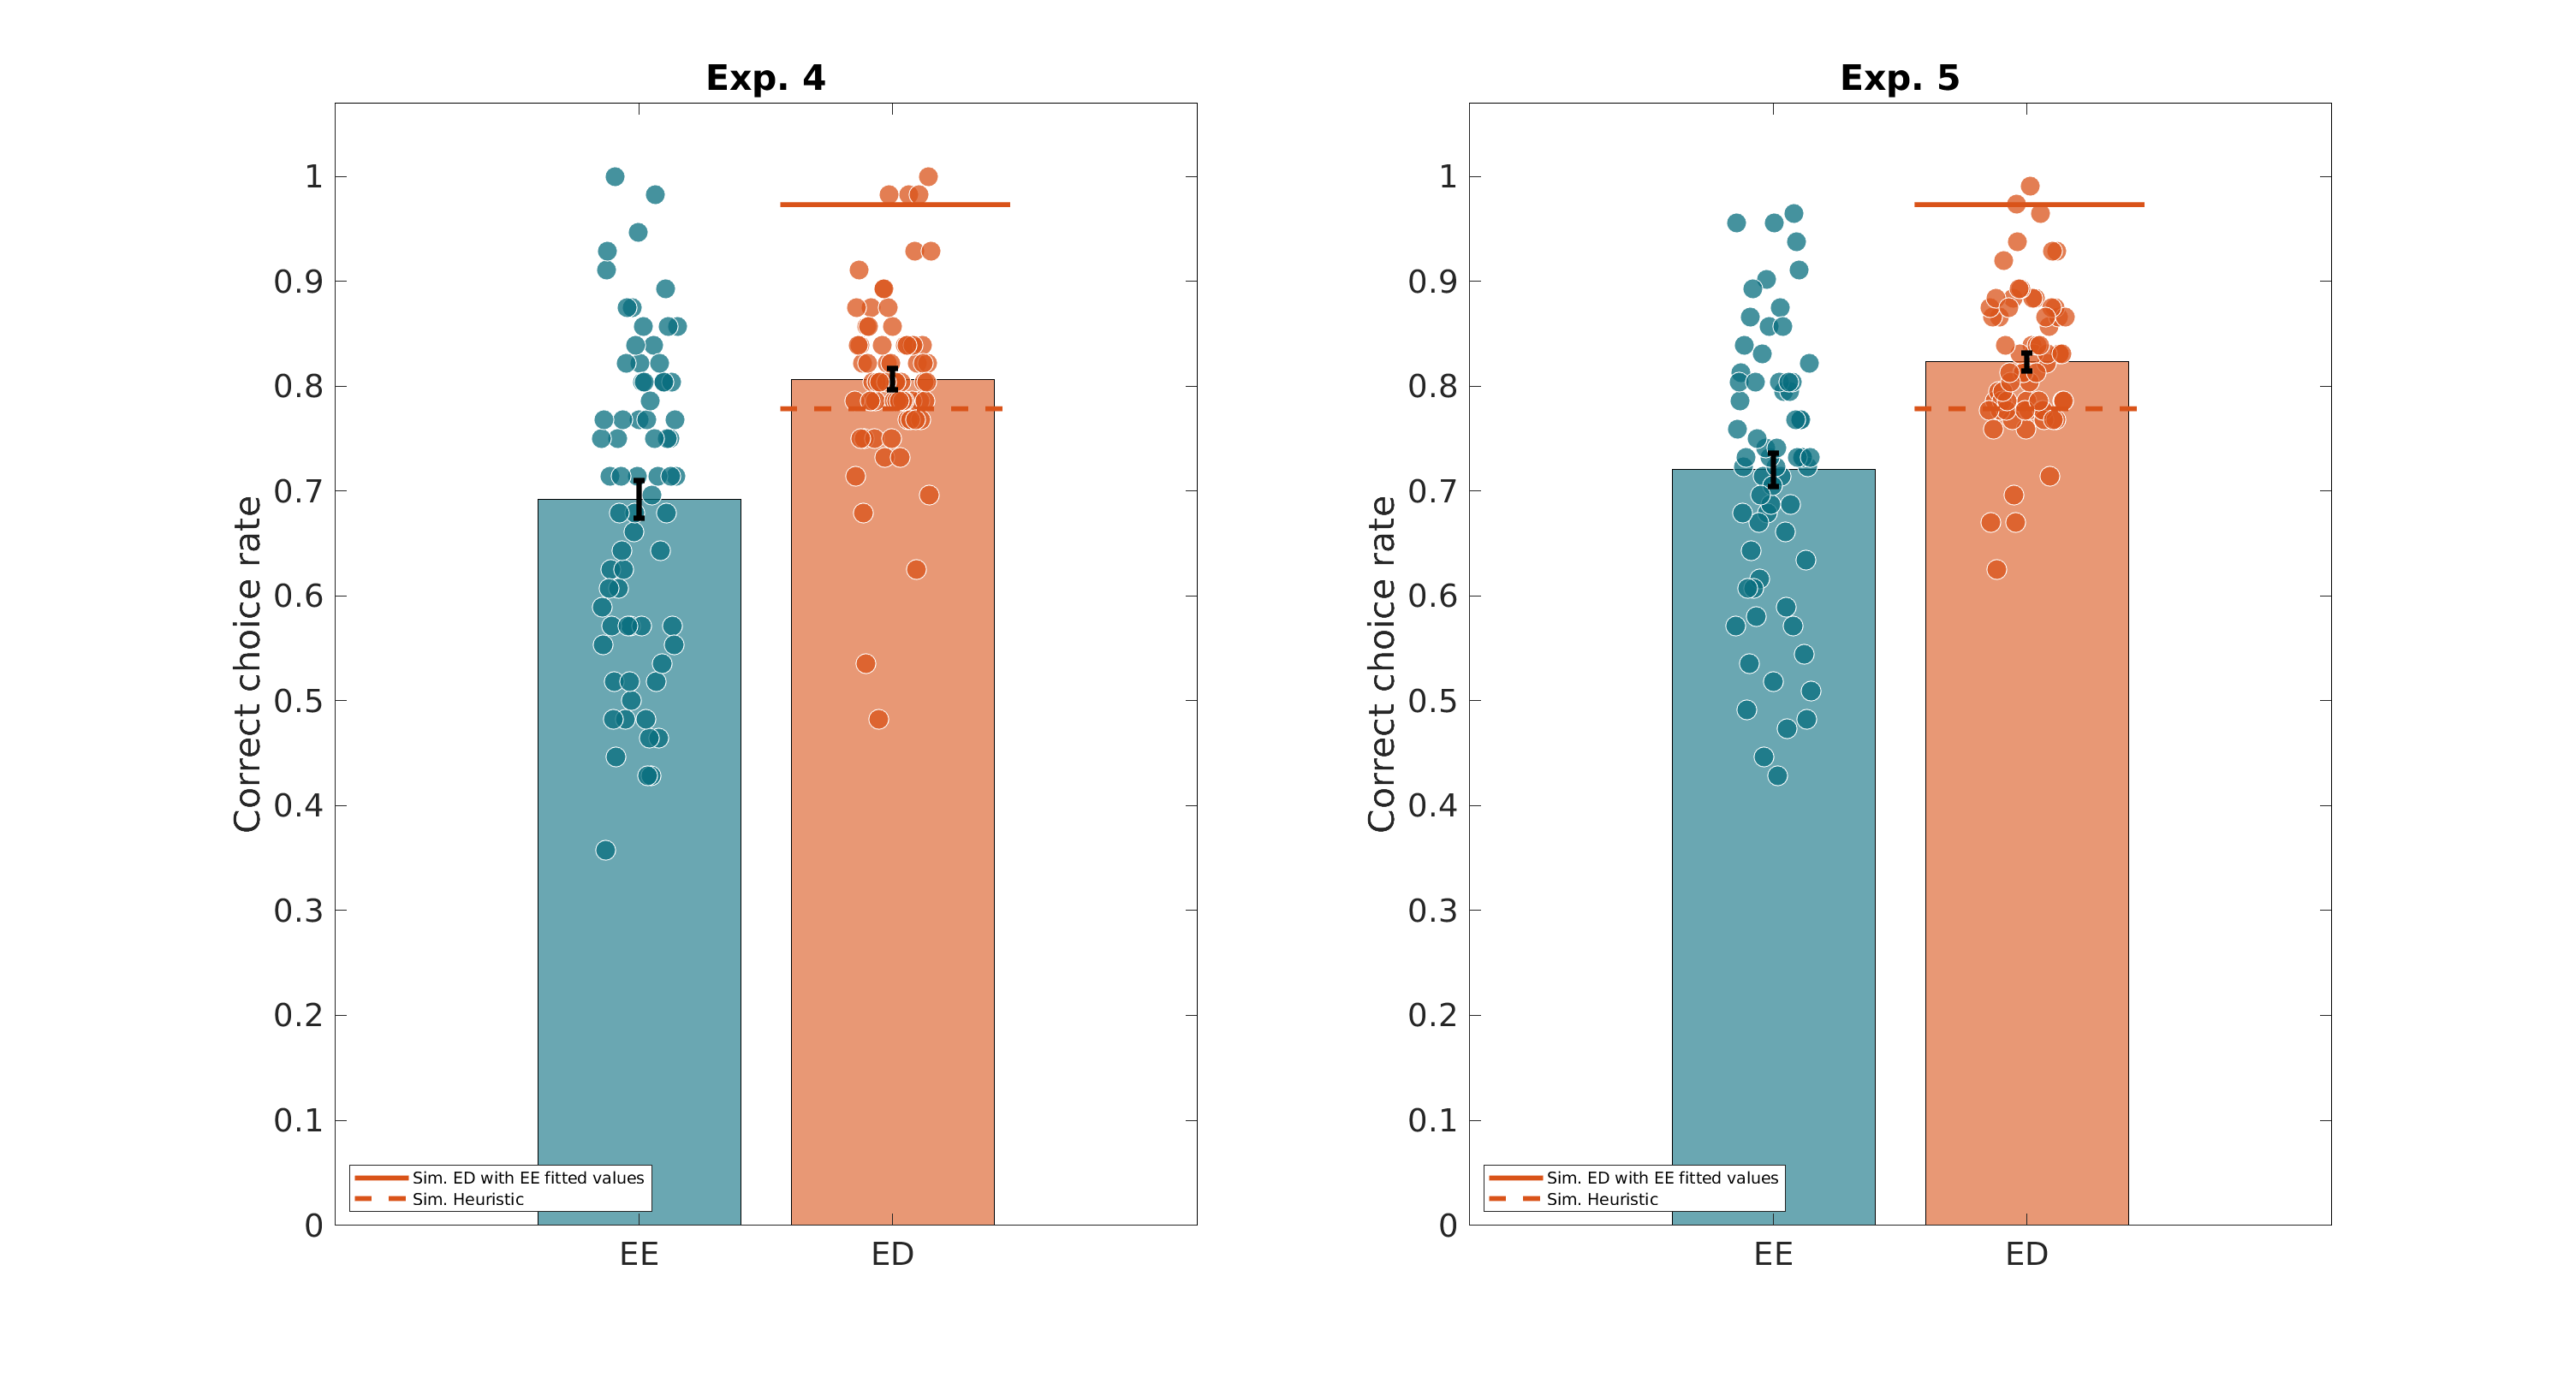 Exp. 4
Correct choice rate
1
0.9
0.8
0.7
0.6
0.5
0.4
0.3
0.2
0.1
0
Sim. ED with EE fitted values
Sim. Heuristic
EE ED
Exp. 5
Correct choice rate
1
0.9
0.8
0.7
0.6
0.5
0.4
0.3
0.2
0.1
0
Sim. ED with EE fitted values
Sim. Heuristic
EE ED